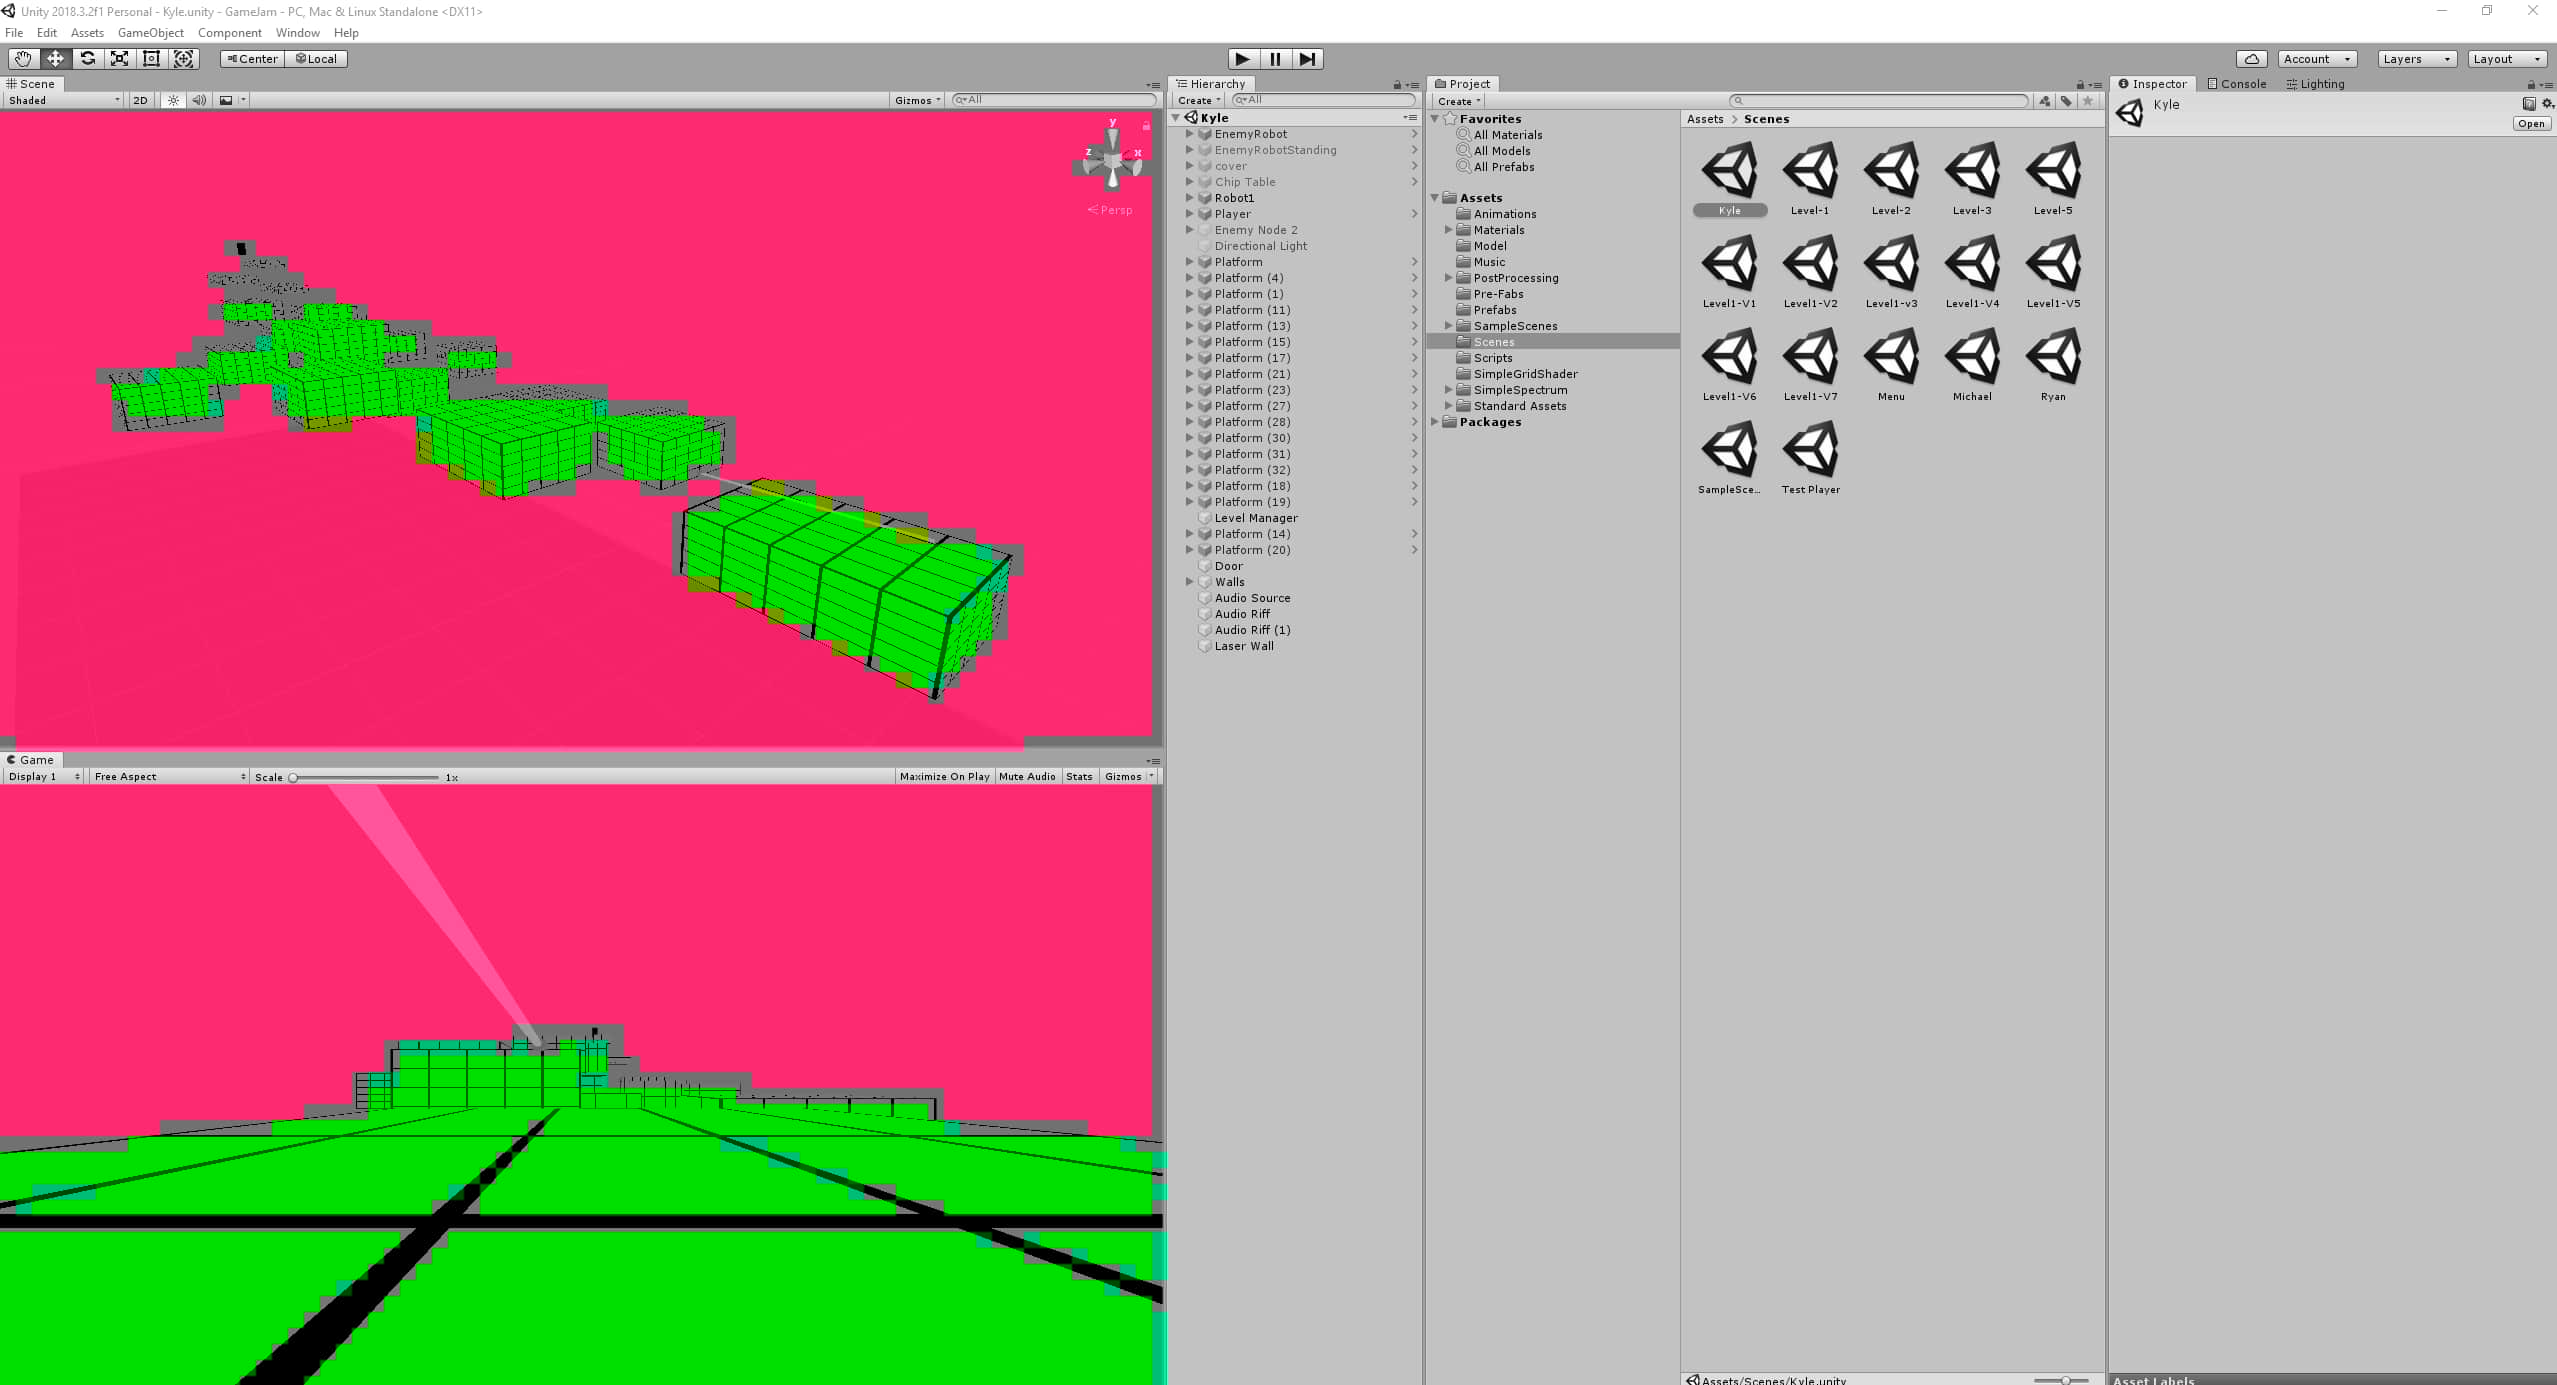 Unity 2018.3.2f1 Personal - Kyle.unity - GameJam - PC, Mac & Linux Standalone <DX11>
File Edit Assets GameObject Component Window Help
Center Local
Account Layers Layout
Scene
Shaded 2D Gizmos All
y
z x
Persp
Game
Display 1 Free Aspect Scale 1x Maximize On Play Mute Audio Stats Gizmos
Hierarchy
Create All
Kyle
EnemyRobot
EnemyRobotStanding
cover
Chip Table
Robot1
Player
Enemy Node 2
Directional Light
Platform
Platform (4)
Platform (1)
Platform (11)
Platform (13)
Platform (15)
Platform (17)
Platform (21)
Platform (23)
Platform (27)
Platform (28)
Platform (30)
Platform (31)
Platform (32)
Platform (18)
Platform (19)
Level Manager
Platform (14)
Platform (20)
Door
Walls
Audio Source
Audio Riff
Audio Riff (1)
Laser Wall
Project
Create
Favorites
All Materials
All Models
All Prefabs
Assets
Animations
Materials
Model
Music
PostProcessing
Pre-Fabs
Prefabs
SampleScenes
Scenes
Scripts
SimpleGridShader
SimpleSpectrum
Standard Assets
Packages
Assets > Scenes
Kyle Level-1 Level-2 Level-3 Level-5
Level1-V1 Level1-V2 Level1-v3 Level1-V4 Level1-V5
Level1-V6 Level1-V7 Menu Michael Ryan
SampleSce... Test Player
Assets/Scenes/Kyle.unity
Inspector Console Lighting
Kyle
Open
Asset Labels